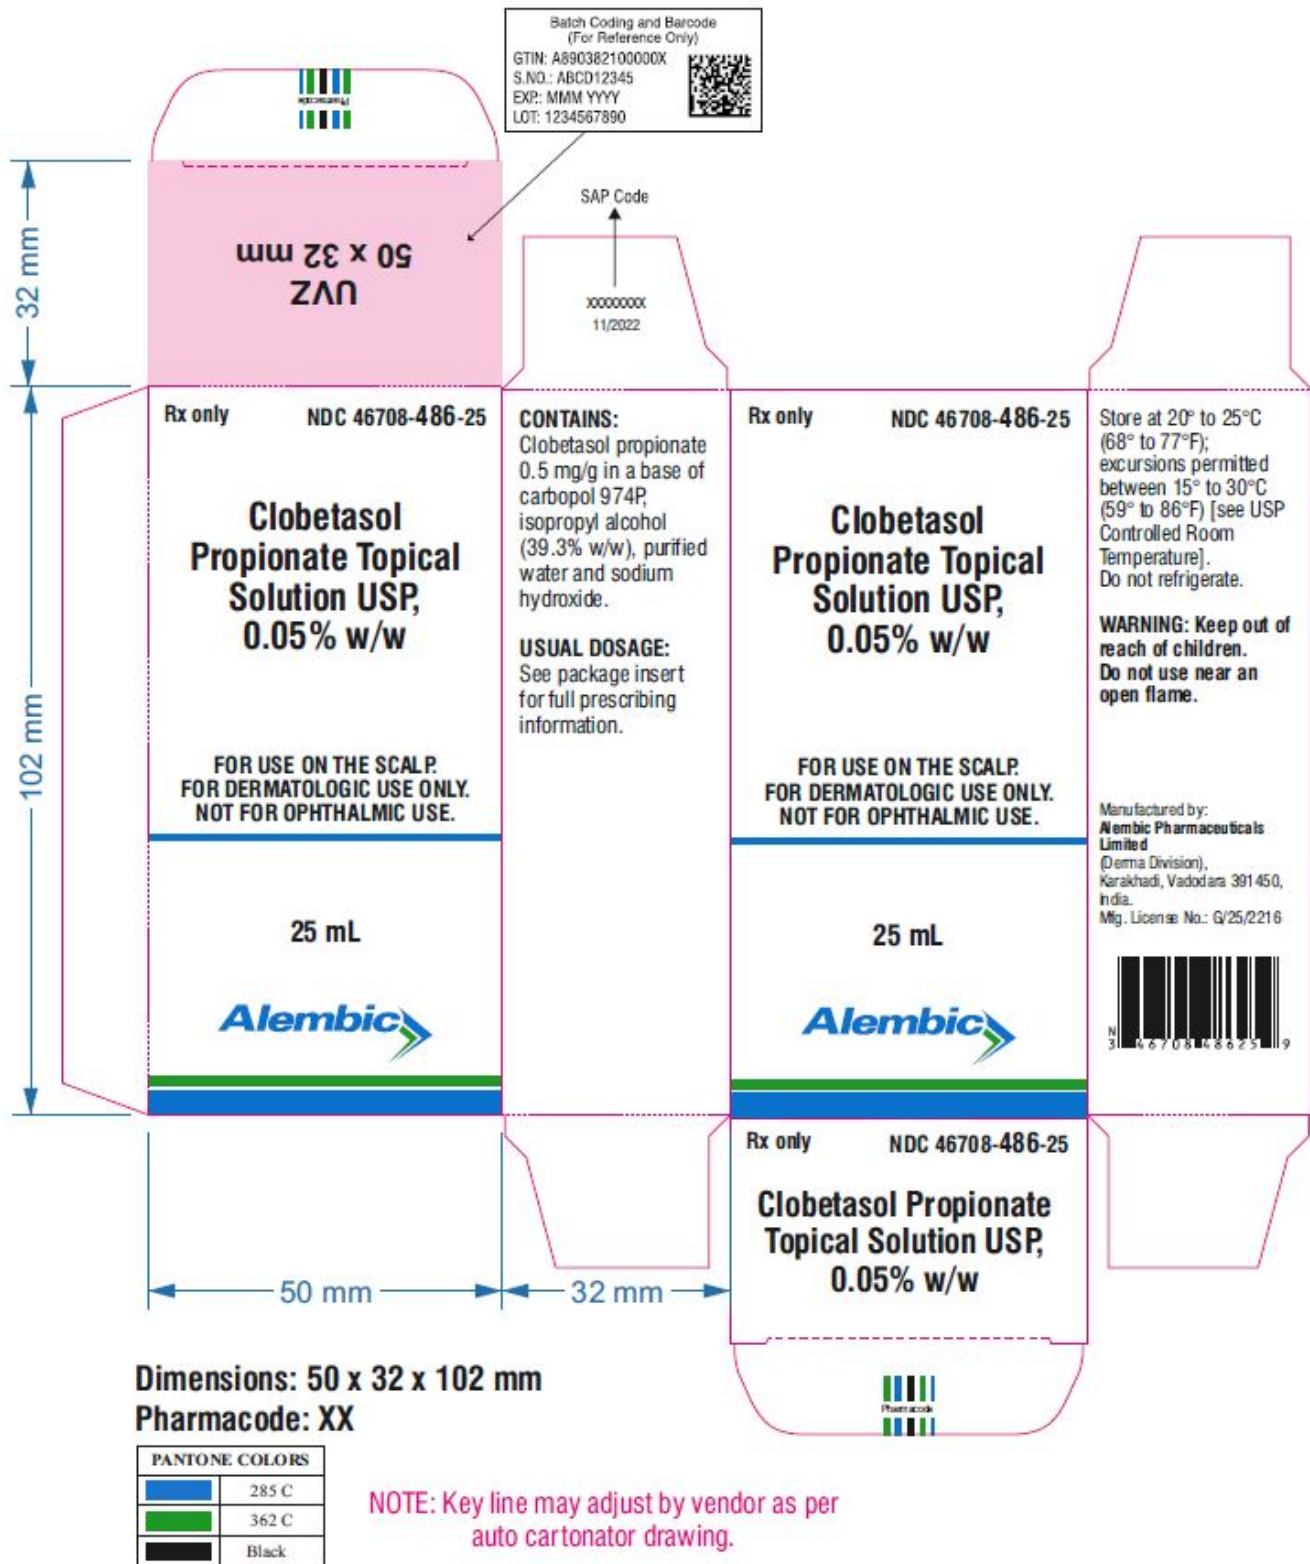 Batch Coding and Barcode
(For Reference Only)
GTIN: A890382100000X
S.NO.: ABCD12345
EXP.: MMM YYYY
LOT: 1234567890
Pharmacode
SAP Code
XXXXXXXX
11/2022
32 mm
UVZ
50 x 32 mm
102 mm
Rx only NDC 46708-486-25
Clobetasol
Propionate Topical
Solution USP,
0.05% w/w
FOR USE ON THE SCALP.
FOR DERMATOLOGIC USE ONLY.
NOT FOR OPHTHALMIC USE.
25 mL
Alembic
CONTAINS:
Clobetasol propionate
0.5 mg/g in a base of
carbopol 974P,
isopropyl alcohol
(39.3% w/w), purified
water and sodium
hydroxide.
USUAL DOSAGE:
See package insert
for full prescribing
information.
Rx only NDC 46708-486-25
Clobetasol
Propionate Topical
Solution USP,
0.05% w/w
FOR USE ON THE SCALP.
FOR DERMATOLOGIC USE ONLY.
NOT FOR OPHTHALMIC USE.
25 mL
Alembic
Store at 20° to 25°C
(68° to 77°F);
excursions permitted
between 15° to 30°C
(59° to 86°F) [see USP
Controlled Room
Temperature].
Do not refrigerate.
WARNING: Keep out of
reach of children.
Do not use near an
open flame.
Manufactured by:
Alembic Pharmaceuticals
Limited
(Derma Division),
Karakhadi, Vadodara 391450,
India.
Mfg. License No.: G/25/2216
N
3 46708 48625 9
Rx only NDC 46708-486-25
Clobetasol Propionate
Topical Solution USP,
0.05% w/w
Pharmacode
50 mm
32 mm
Dimensions: 50 x 32 x 102 mm
Pharmacode: XX
PANTONE COLORS
285 C
362 C
Black
NOTE: Key line may adjust by vendor as per
auto cartonator drawing.